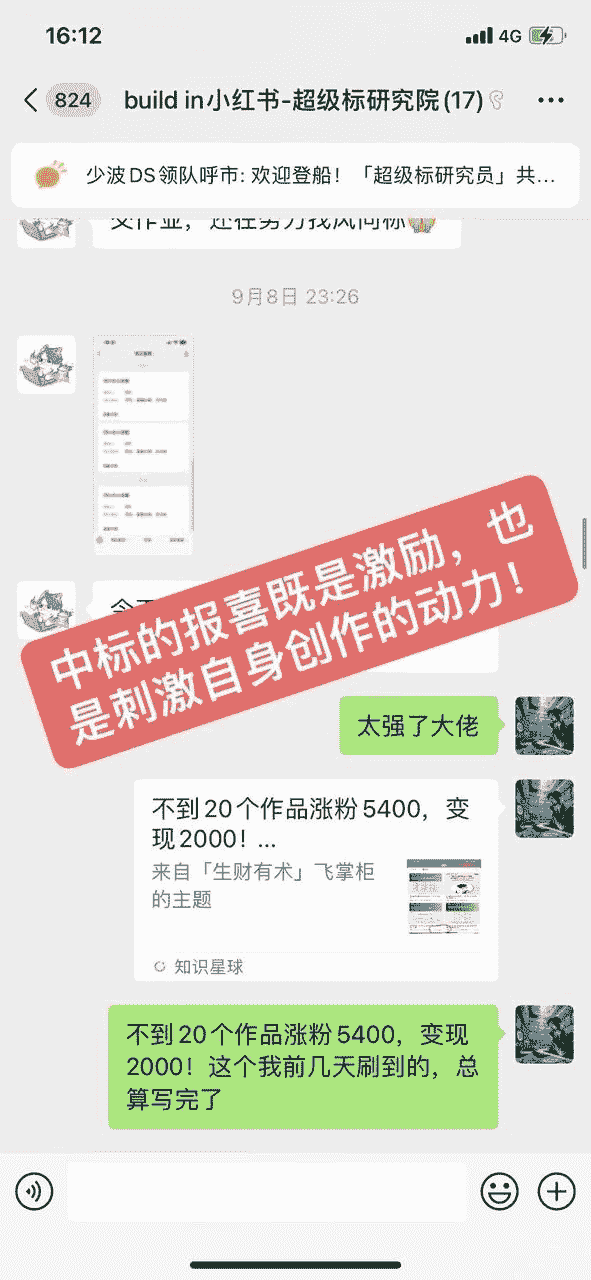 16:12
4G
824
build in小红书-超级标研究院(17)
少波DS领队呼市: 欢迎登船！「超级标研究员」共...
交作业，还在努力找风向标
9月8日 23:26
中标的报喜既是激励，也
是刺激自身创作的动力！
太强了大佬
不到20个作品涨粉5400，变
现2000！...
来自「生财有术」飞掌柜
的主题
知识星球
不到20个作品涨粉5400，变现
2000！这个我前几天刷到的，总
算写完了